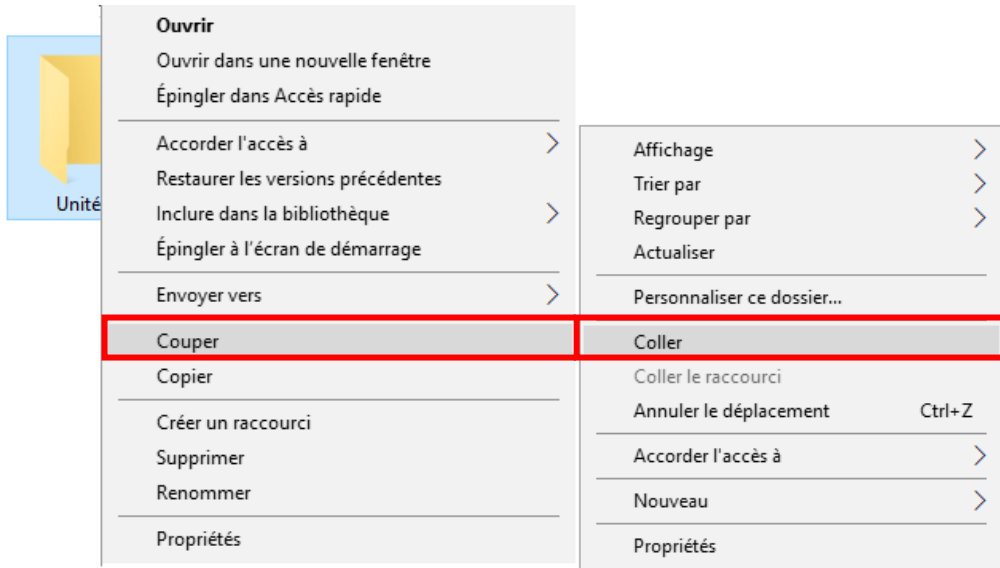 Unité
Ouvrir
Ouvrir dans une nouvelle fenêtre
Épingler dans Accès rapide
Accorder l'accès à
Restaurer les versions précédentes
Inclure dans la bibliothèque
Épingler à l'écran de démarrage
Envoyer vers
Couper
Copier
Créer un raccourci
Supprimer
Renommer
Propriétés
Affichage
Trier par
Regrouper par
Actualiser
Personnaliser ce dossier...
Coller
Coller le raccourci
Annuler le déplacement Ctrl+Z
Accorder l'accès à
Nouveau
Propriétés